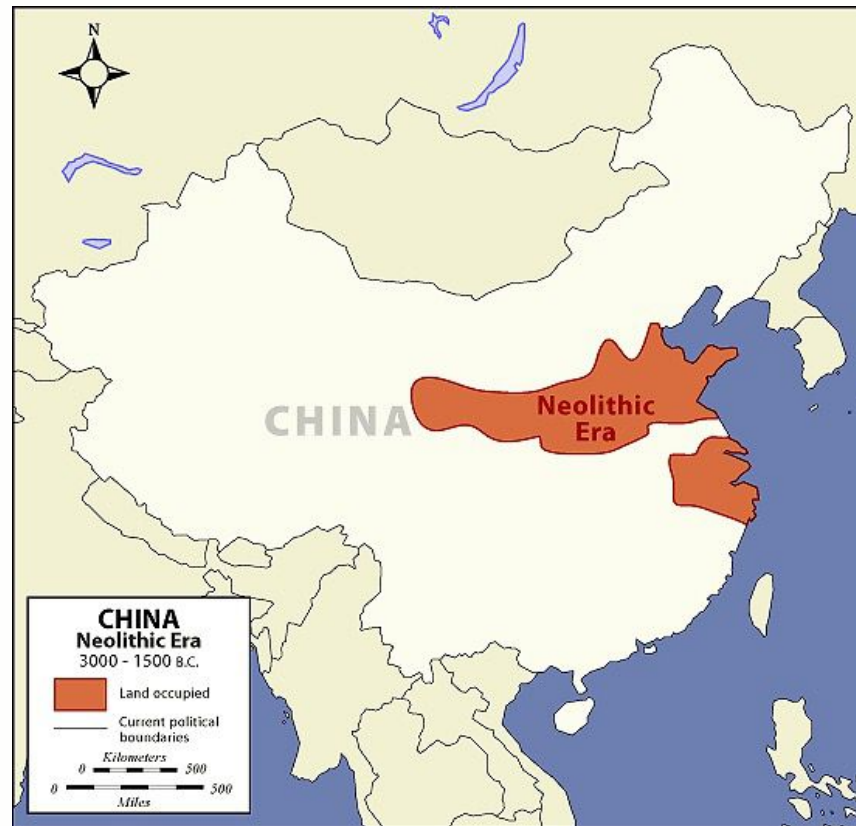 N
CHINA
Neolithic
Era
CHINA
Neolithic Era
3000 - 1500 B.C.
Land occupied
Current political
boundaries
Kilometers
0 500
0 500
Miles